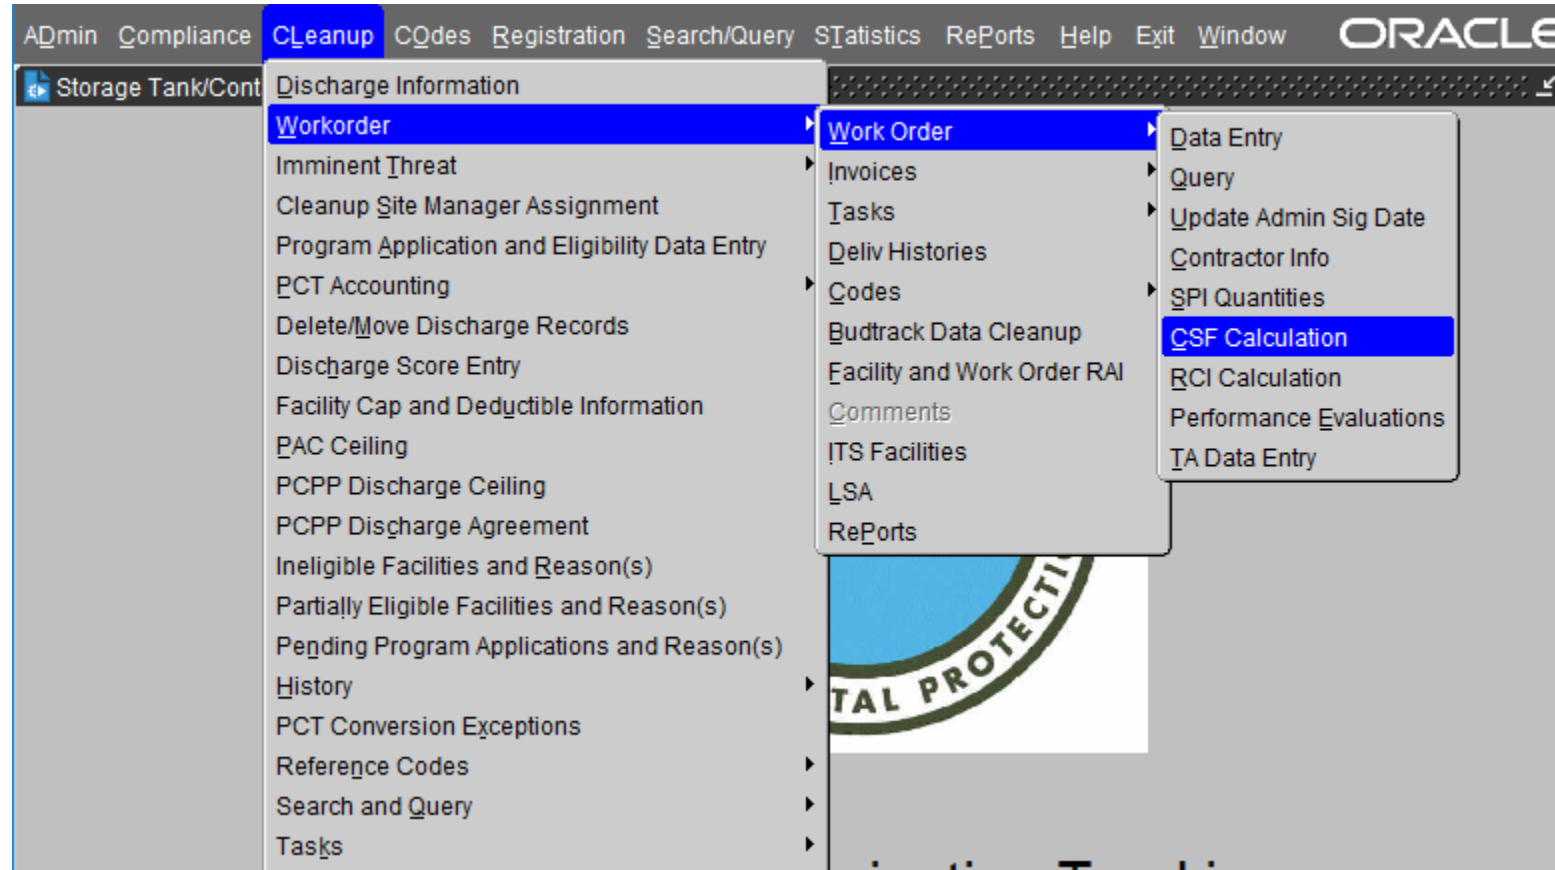 ADmin Compliance CLeanup COdes Registration Search/Query STatistics RePorts Help Exit Window ORACLE
Storage Tank/Cont
Discharge Information
Workorder
Imminent Threat
Cleanup Site Manager Assignment
Program Application and Eligibility Data Entry
PCT Accounting
Delete/Move Discharge Records
Discharge Score Entry
Facility Cap and Deductible Information
PAC Ceiling
PCPP Discharge Ceiling
PCPP Discharge Agreement
Ineligible Facilities and Reason(s)
Partially Eligible Facilities and Reason(s)
Pending Program Applications and Reason(s)
History
PCT Conversion Exceptions
Reference Codes
Search and Query
Tasks
Work Order
Invoices
Tasks
Deliv Histories
Codes
Budtrack Data Cleanup
Facility and Work Order RAI
Comments
ITS Facilities
LSA
RePorts
Data Entry
Query
Update Admin Sig Date
Contractor Info
SPI Quantities
CSF Calculation
RCI Calculation
Performance Evaluations
TA Data Entry
TAL PROTECTIO